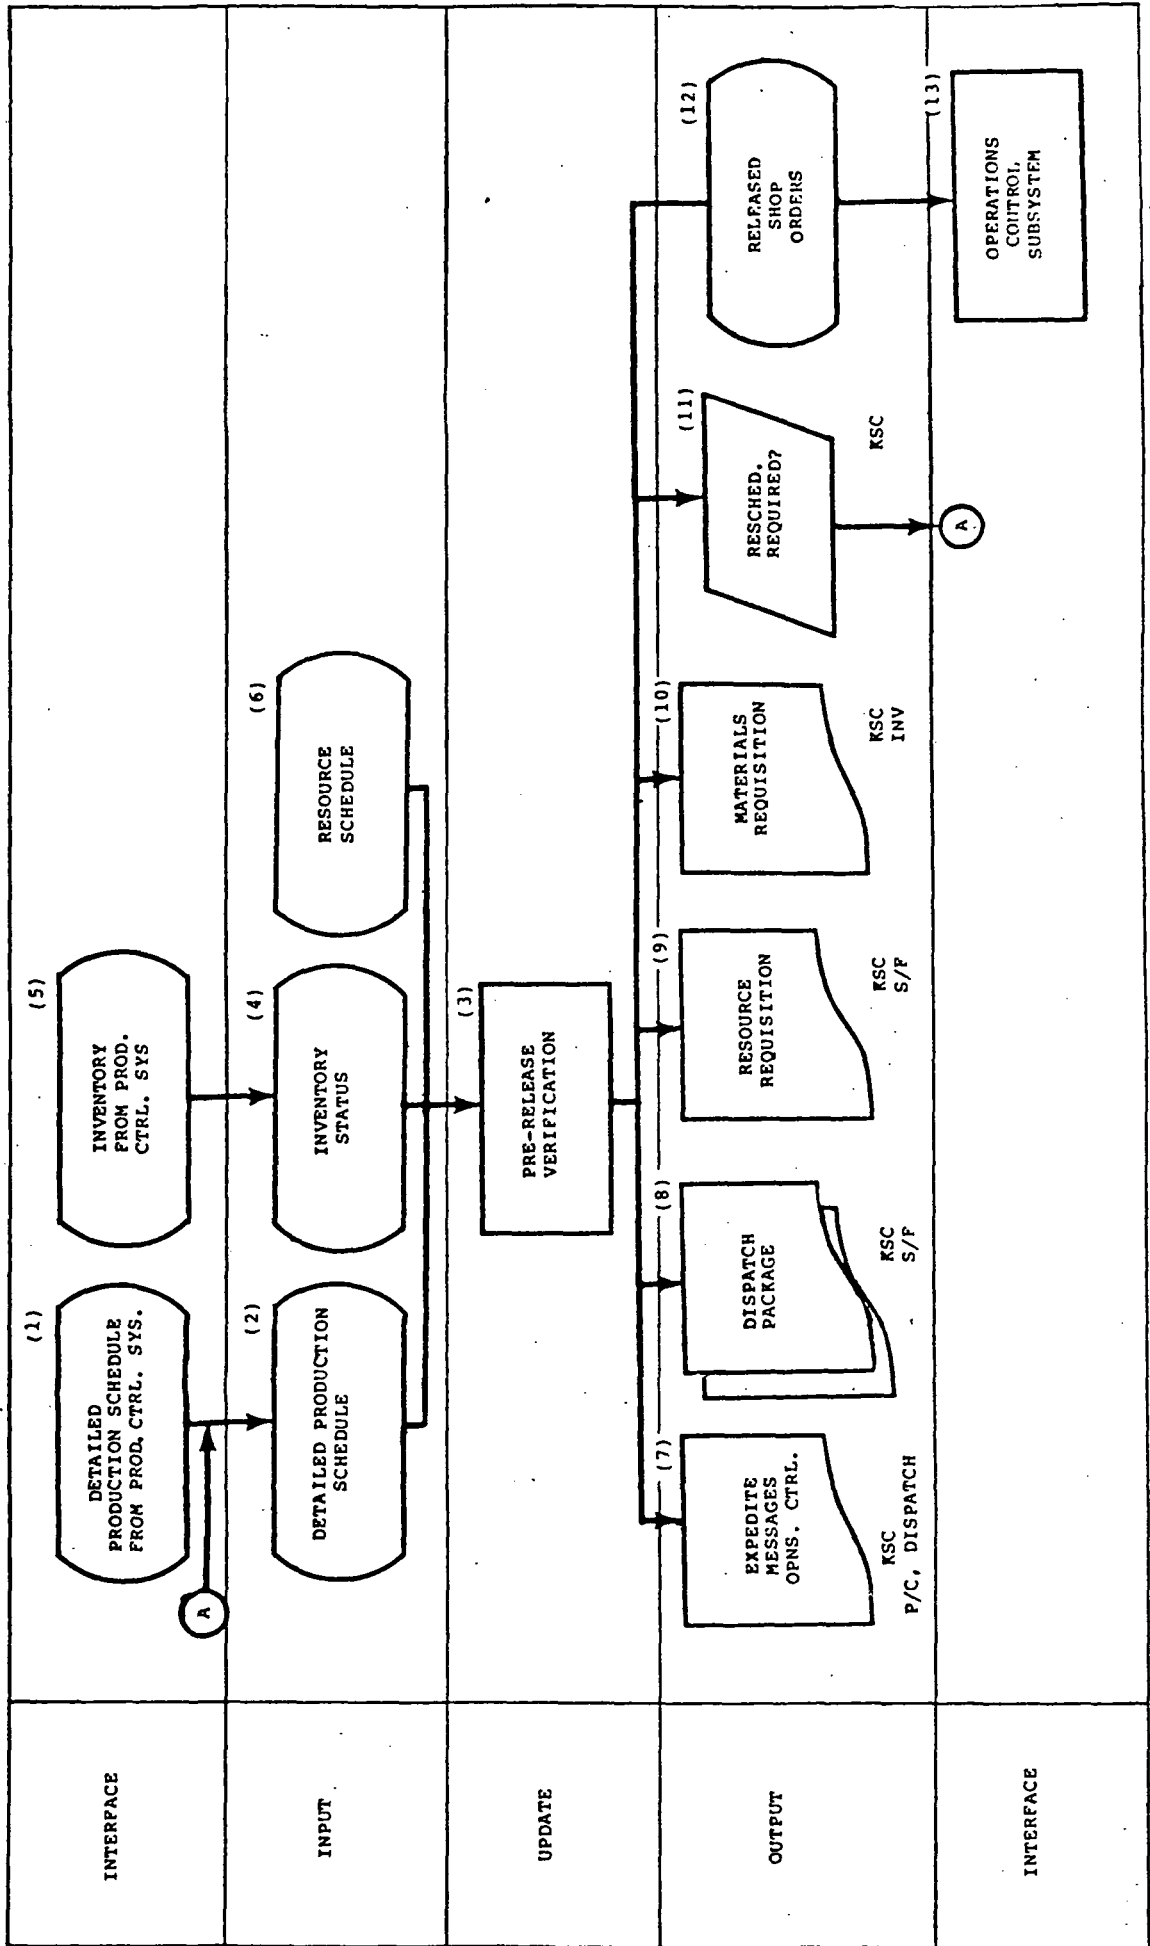 INTERFACE
(1)
DETAILED
PRODUCTION SCHEDULE
FROM PROD. CTRL. SYS.
(5)
INVENTORY
FROM PROD.
CTRL. SYS
A
INPUT
(2)
DETAILED PRODUCTION
SCHEDULE
(4)
INVENTORY
STATUS
(6)
RESOURCE
SCHEDULE
UPDATE
(3)
PRE-RELEASE
VERIFICATION
OUTPUT
(7)
EXPEDITE
MESSAGES
OPNS. CTRL.
KSC
P/C, DISPATCH
(8)
DISPATCH
PACKAGE
KSC
S/F
(9)
RESOURCE
REQUISITION
KSC
S/F
(10)
MATERIALS
REQUISITION
KSC
INV
(11)
RESCHED.
REQUIRED?
KSC
(12)
RELEASED
SHOP
ORDERS
INTERFACE
A
(13)
OPERATIONS
CONTROL
SUBSYSTEM